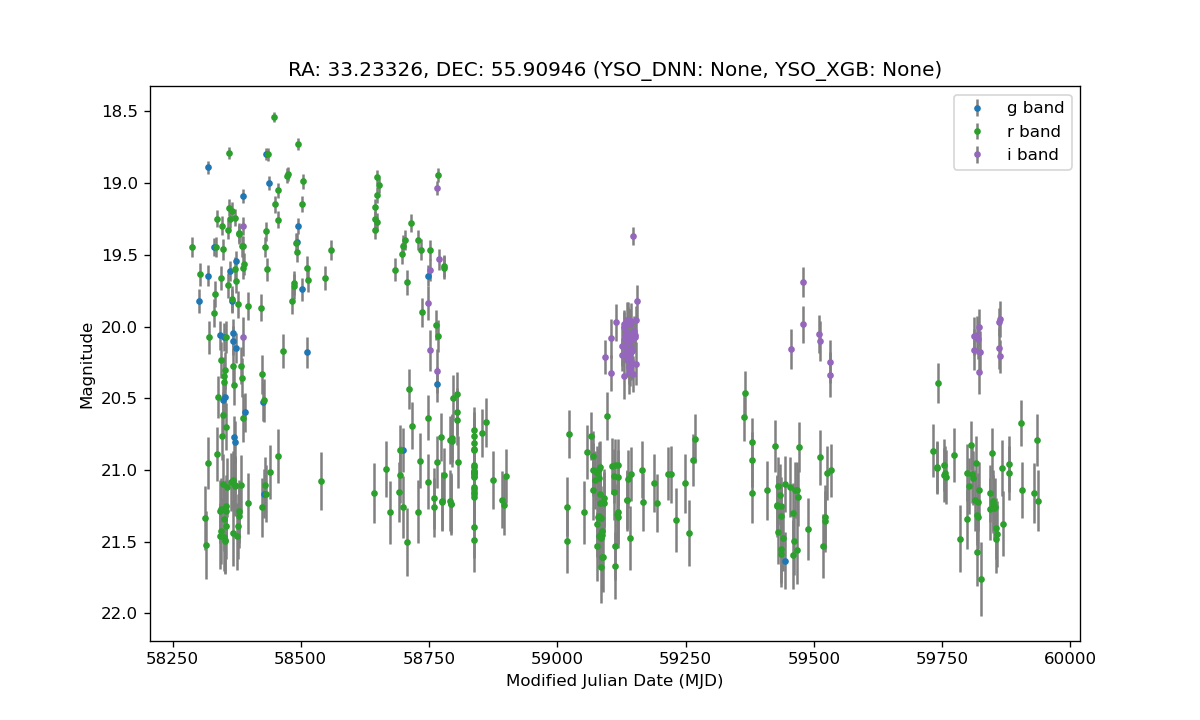 RA: 33.23326, DEC: 55.90946 (YSO_DNN: None, YSO_XGB: None)
g band
r band
i band
18.5
19.0
19.5
20.0
20.5
21.0
21.5
22.0
Magnitude
58250 58500 58750 59000 59250 59500 59750 60000
Modified Julian Date (MJD)